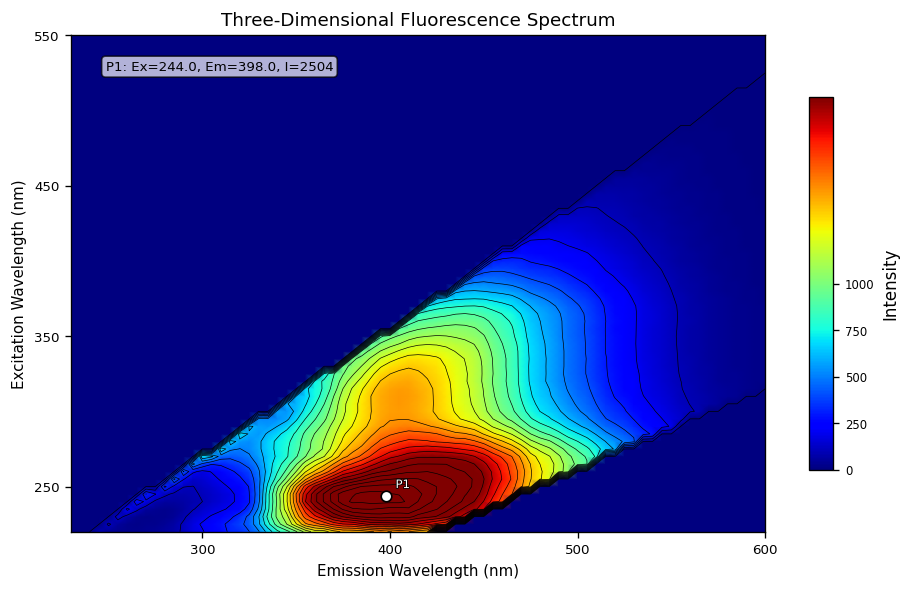 Three-Dimensional Fluorescence Spectrum
P1: Ex=244.0, Em=398.0, I=2504
P1
550
450
350
250
Excitation Wavelength (nm)
300
400
500
600
Emission Wavelength (nm)
1000
750
500
250
0
Intensity